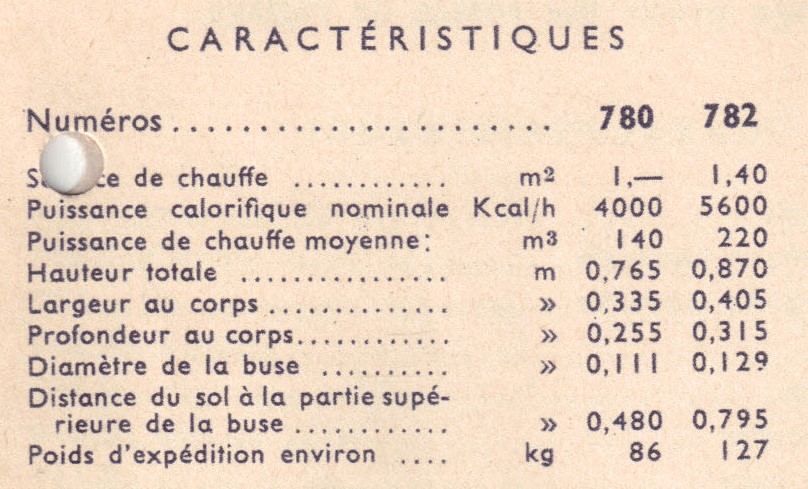 CARACTÉRISTIQUES
Numéros ...................... 780 782
de chauffe ............ m² 1,— 1,40
Puissance calorifique nominale Kcal/h 4000 5600
Puissance de chauffe moyenne: m³ 140 220
Hauteur totale ................ m 0,765 0,870
Largeur au corps .............. » 0,335 0,405
Profondeur au corps............ » 0,255 0,315
Diamètre de la buse ........... » 0,111 0,129
Distance du sol à la partie supé-
rieure de la buse ............ » 0,480 0,795
Poids d'expédition environ .... kg 86 127